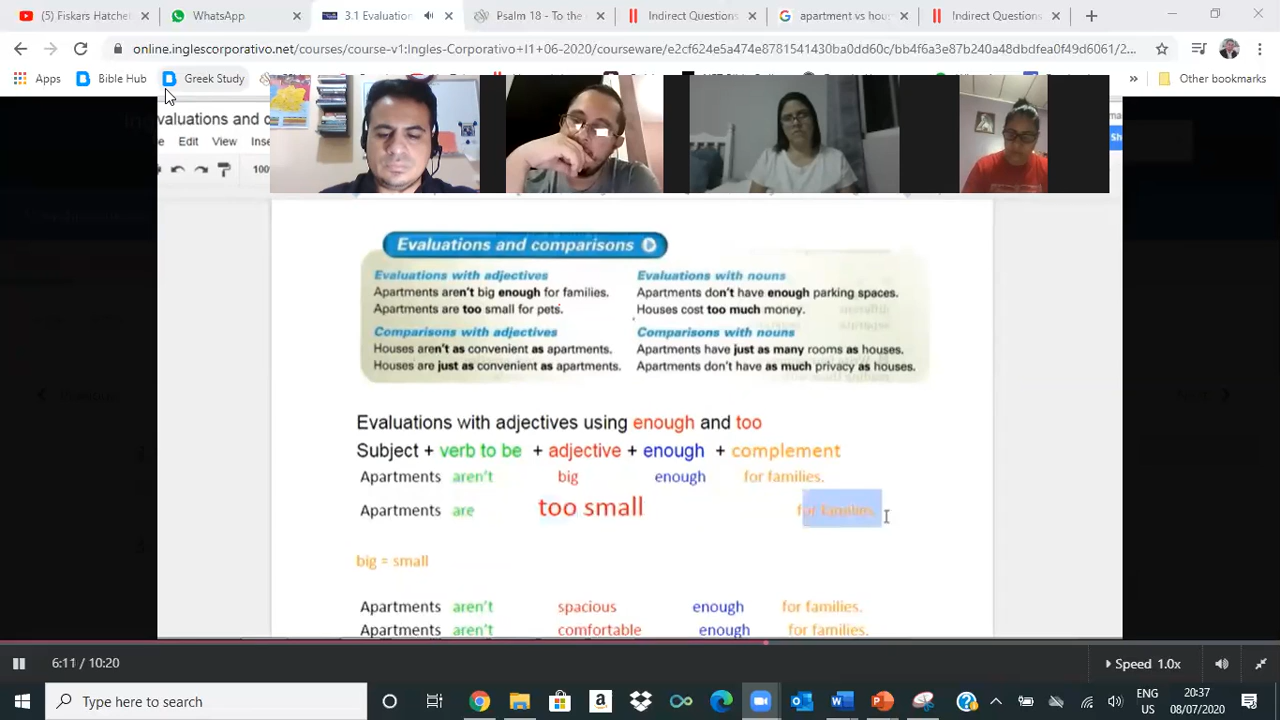 (5) Enkars Hatchet
WhatsApp
3.1 Evaluation
Psalm 18 - To the
Indirect Questions
apartment vs hous
Indirect Questions
online.inglescorporativo.net/courses/course-v1:Ingles-Corporativo+I1+06-2020/courseware/e2cf624e5a474e8781541430ba0dd60c/bb4f6a3e87b240a48dbdfea0f49d6061/2...
Apps
Bible Hub
Greek Study
Other bookmarks
valuations and c
Edit
View
Sh
Evaluations and comparisons
Evaluations with adjectives
Apartments aren't big enough for families.
Apartments are too small for pets.
Comparisons with adjectives
Houses aren't as convenient as apartments.
Houses are just as convenient as apartments.
Evaluations with nouns
Apartments don't have enough parking spaces.
Houses cost too much money.
Comparisons with nouns
Apartments have just as many rooms as houses.
Apartments don't have as much privacy as houses.
Evaluations with adjectives using enough and too
Subject + verb to be + adjective + enough + complement
Apartments aren't big enough for families.
Apartments are too small for families.
big = small
Apartments aren't spacious enough for families.
Apartments aren't comfortable enough for families.
6:11 / 10:20
Speed 1.0x
Type here to search
ENG
US
20:37
08/07/2020